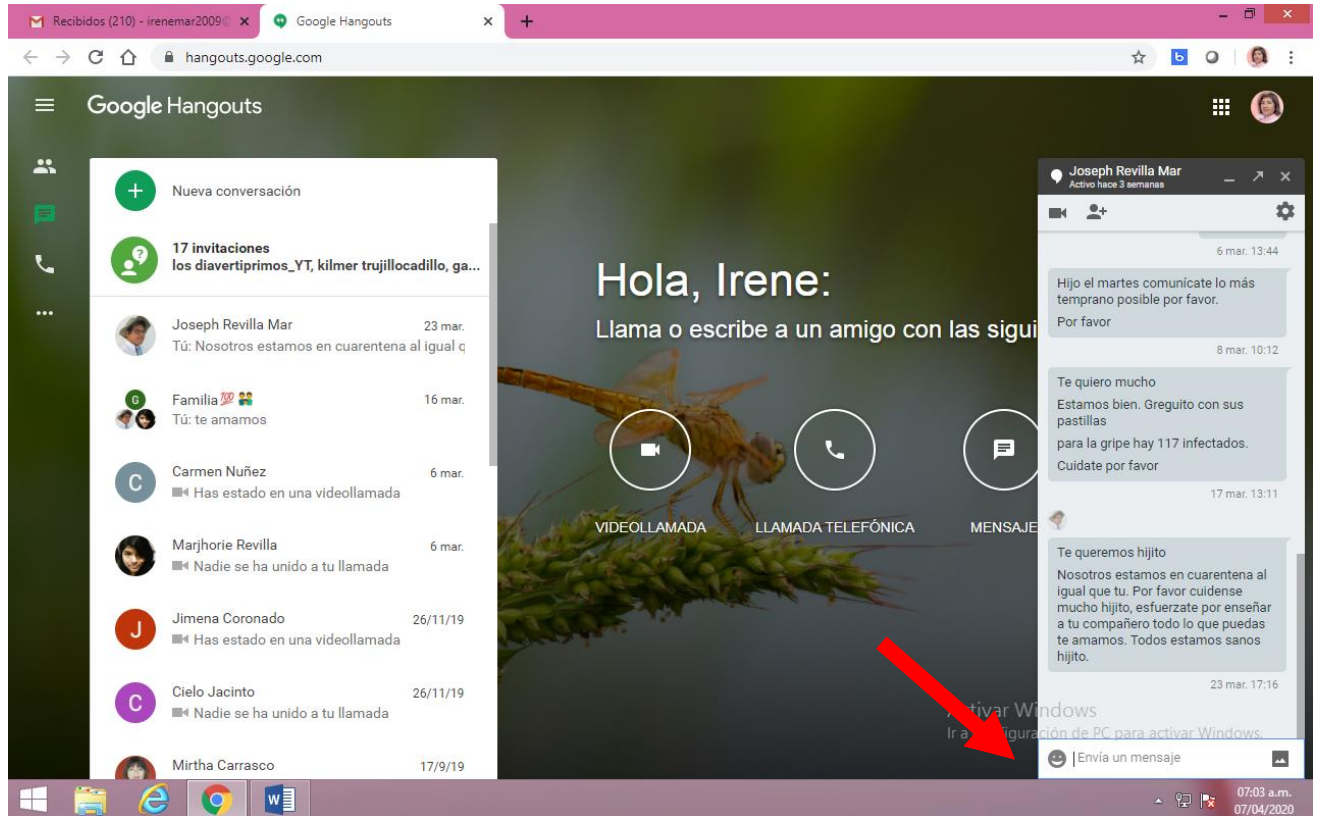 Recibidos (210) - irenemar2009@
Google Hangouts
hangouts.google.com
Google Hangouts
Nueva conversación
17 invitaciones
los diavertiprimos_YT, kilmer trujillocadillo, ga...
Joseph Revilla Mar
23 mar.
Tú: Nosotros estamos en cuarentena al igual q
G
Familia💯👫
16 mar.
Tú: te amamos
C
Carmen Nuñez
6 mar.
Has estado en una videollamada
Marjhorie Revilla
6 mar.
Nadie se ha unido a tu llamada
J
Jimena Coronado
26/11/19
Has estado en una videollamada
C
Cielo Jacinto
26/11/19
Nadie se ha unido a tu llamada
Mirtha Carrasco
17/9/19
Hola, Irene:
Llama o escribe a un amigo con las sigui
VIDEOLLAMADA
LLAMADA TELEFÓNICA
MENSAJE
Joseph Revilla Mar
Activo hace 3 semanas
6 mar. 13:44
Hijo el martes comunícate lo más
temprano posible por favor.
Por favor
8 mar. 10:12
Te quiero mucho
Estamos bien. Greguito con sus
pastillas
para la gripe hay 117 infectados.
Cuidate por favor
17 mar. 13:11
Te queremos hijito
Nosotros estamos en cuarentena al
igual que tu. Por favor cuidense
mucho hijito, esfuerzate por enseñar
a tu compañero todo lo que puedas
te amamos. Todos estamos sanos
hijito.
23 mar. 17:16
Windows
Ir a de PC para activar Windows.
Envía un mensaje
07:03 a.m.
07/04/2020